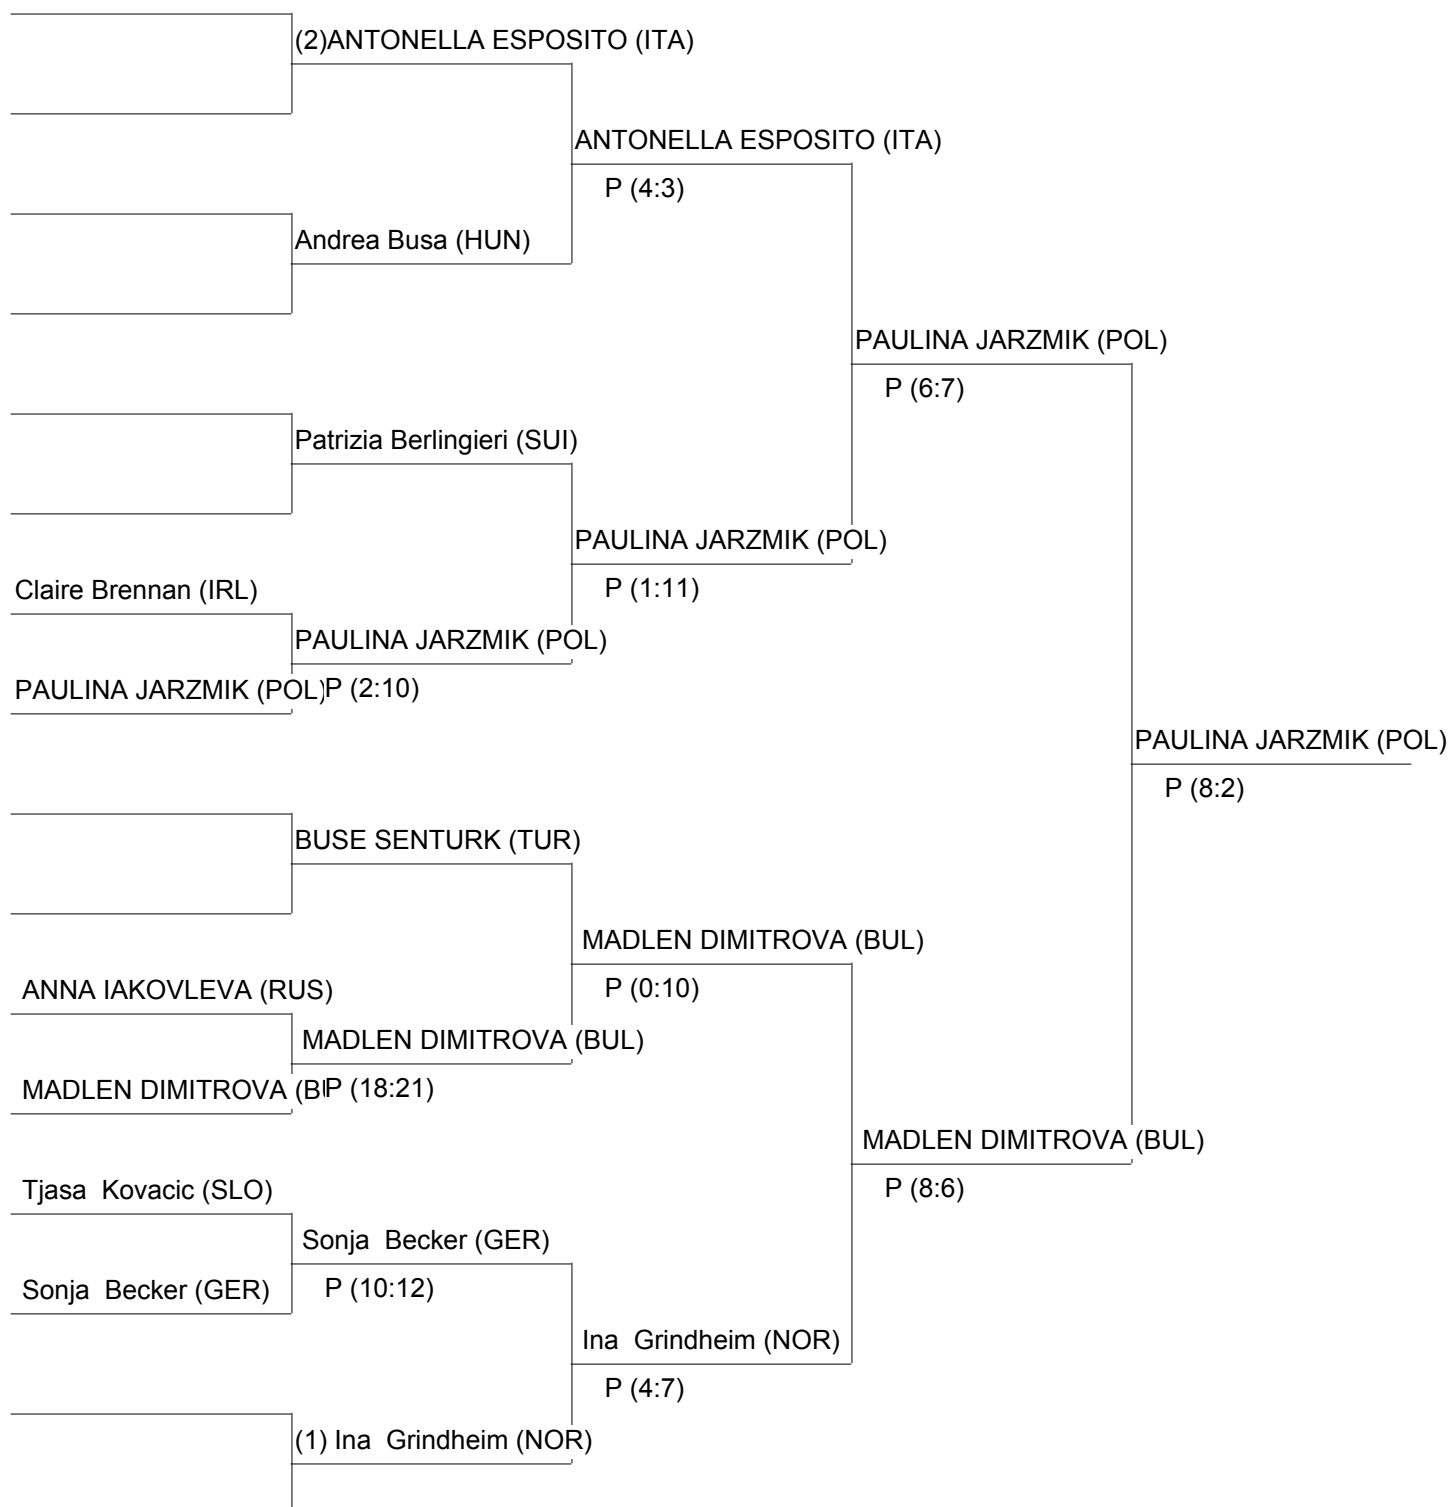 (2)ANTONELLA ESPOSITO (ITA)
ANTONELLA ESPOSITO (ITA)
P (4:3)
Andrea Busa (HUN)
PAULINA JARZMIK (POL)
P (6:7)
Patrizia Berlingieri (SUI)
PAULINA JARZMIK (POL)
Claire Brennan (IRL)
P (1:11)
PAULINA JARZMIK (POL)
PAULINA JARZMIK (POL)
P (2:10)
PAULINA JARZMIK (POL)
P (8:2)
BUSE SENTURK (TUR)
MADLEN DIMITROVA (BUL)
ANNA IAKOVLEVA (RUS)
P (0:10)
MADLEN DIMITROVA (BUL)
MADLEN DIMITROVA (BU
P (18:21)
MADLEN DIMITROVA (BUL)
Tjasa  Kovacic (SLO)
P (8:6)
Sonja  Becker (GER)
Sonja  Becker (GER)
P (10:12)
Ina  Grindheim (NOR)
P (4:7)
(1) Ina  Grindheim (NOR)